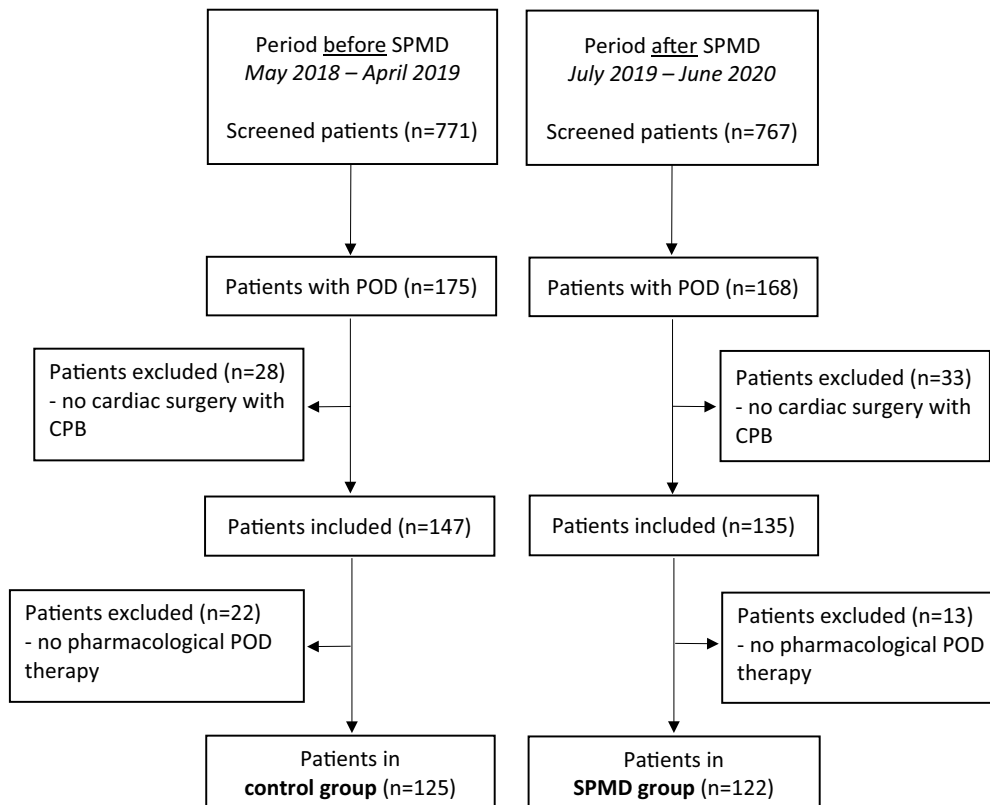 Period before SPMD
May 2018 – April 2019
Screened patients (n=771)
Period after SPMD
July 2019 – June 2020
Screened patients (n=767)
Patients with POD (n=175)
Patients with POD (n=168)
Patients excluded (n=28)
- no cardiac surgery with
CPB
Patients excluded (n=33)
- no cardiac surgery with
CPB
Patients included (n=147)
Patients included (n=135)
Patients excluded (n=22)
- no pharmacological POD
therapy
Patients excluded (n=13)
- no pharmacological POD
therapy
Patients in
control group (n=125)
Patients in
SPMD group (n=122)